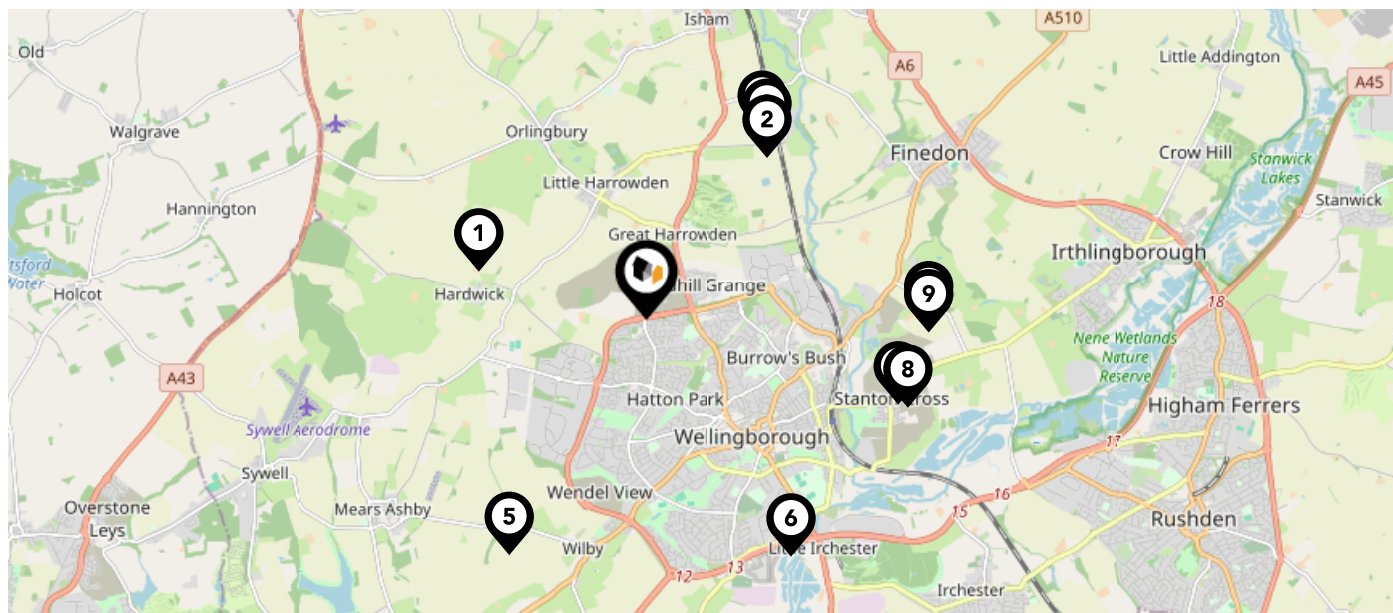 Isham
A510
Old
A6
Little Addington
A45
2
Walgrave
Orlingbury
Finedon
Crow Hill
Stanwick
Lakes
Little Harrowden
Hannington
Stanwick
1
Great Harrowden
Irthlingborough
tsford
Water
Holcot
Hardwick
hill Grange
9
18
Nene Wetlands
Nature
Reserve
Burrow's Bush
A43
8
Hatton Park
Stanton Cross
Higham Ferrers
Sywell Aerodrome
Wellingborough
17
Sywell
Wendel View
16
Overstone
Leys
Mears Ashby
5
6
15
Rushden
Wilby
Little Irchester
13
12
Irchester